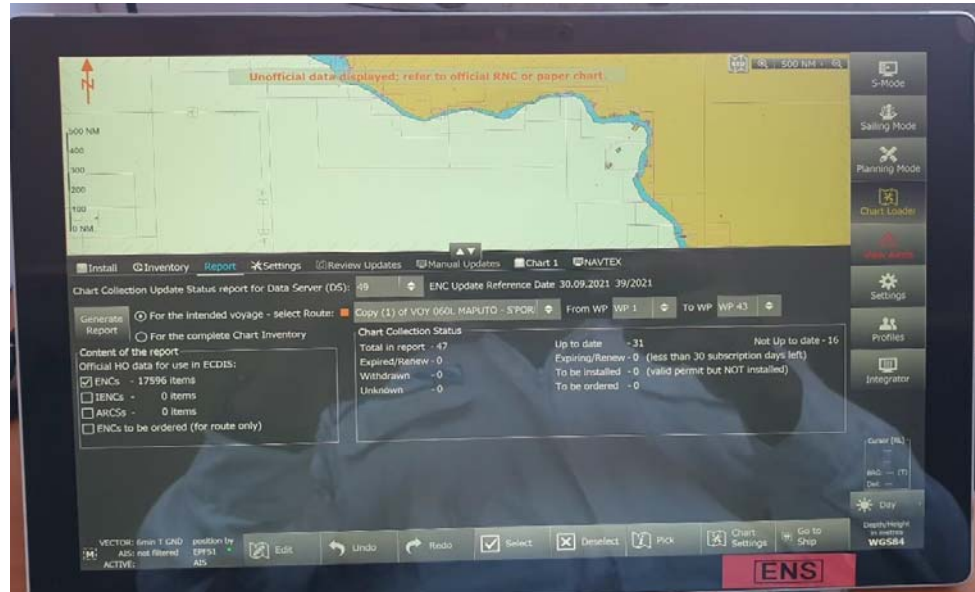 N
Unofficial data displayed; refer to official RNC or paper chart.
500 NM
S-Mode
500 NM
400
300
200
100
0 NM
Sailing Mode
Planning Mode
Chart Loader
View Alerts
Settings
Profiles
Integrator
Install Inventory Report Settings Review Updates Manual Updates Chart 1 NAVTEX
Chart Collection Update Status report for Data Server (DS): 49 ENC Update Reference Date 30.09.2021 39/2021
Generate Report
For the intended voyage - select Route: Copy (1) of VOY 060L MAPUTO - S'POR From WP WP 1 To WP WP 43
For the complete Chart Inventory
Content of the report
Official HO data for use in ECDIS:
ENCs - 17596 items
IENCs - 0 items
ARCSs - 0 items
ENCs to be ordered (for route only)
Chart Collection Status
Total in report - 47 Up to date - 31 Not Up to date - 16
Expired/Renew - 0 Expiring/Renew - 0 (less than 30 subscription days left)
Withdrawn - 0 To be installed - 0 (valid permit but NOT installed)
Unknown - 0 To be ordered - 0
Cursor [RL]
BRG --- (T)
Day
Depth/Height
in metres
WGS84
VECTOR: 6min T GND position by
AIS: not filtered EPFS1
ACTIVE: AIS
[M]
Edit Undo Redo Select Deselect Pick Chart Settings Go to Ship
ENS